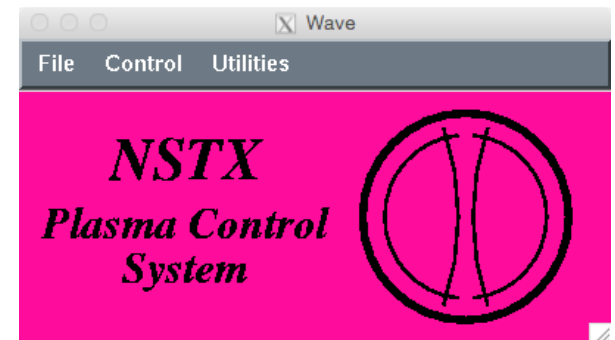 Wave
File Control Utilities
NSTX
Plasma Control
System